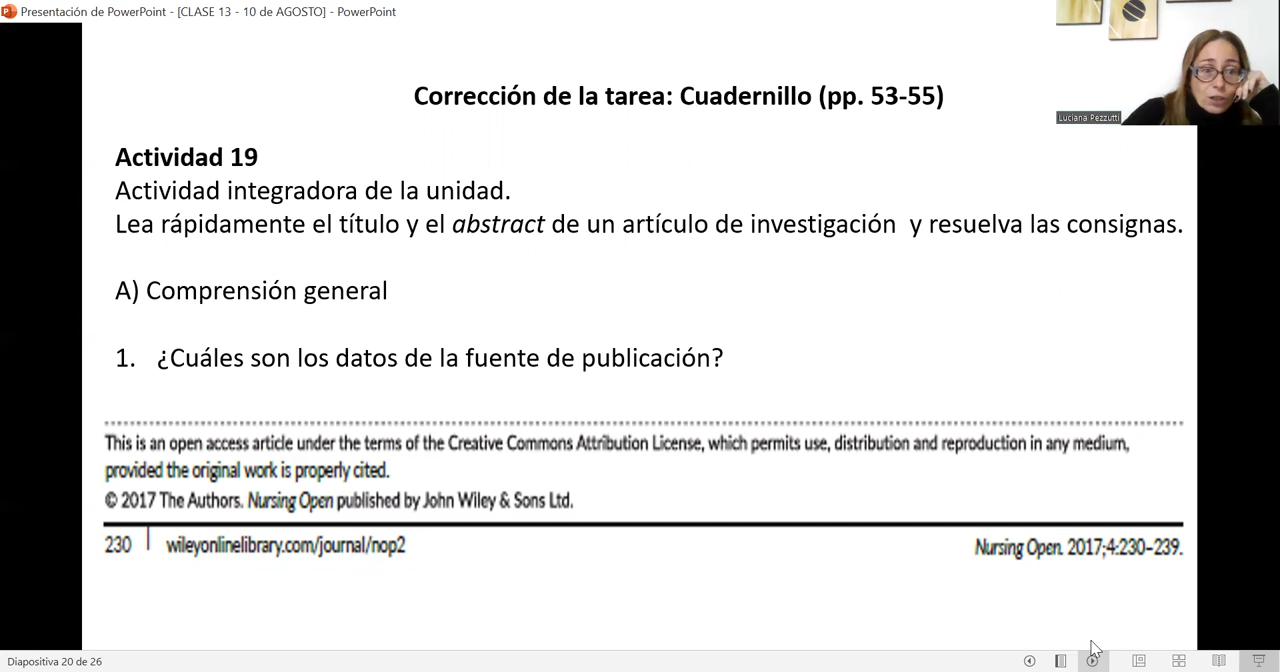 Presentación de PowerPoint - [CLASE 13 - 10 de AGOSTO] - PowerPoint
Luciana Pezzutti
Corrección de la tarea: Cuadernillo (pp. 53-55)
Actividad 19
Actividad integradora de la unidad.
Lea rápidamente el título y el abstract de un artículo de investigación y resuelva las consignas.
A) Comprensión general
1. ¿Cuáles son los datos de la fuente de publicación?
This is an open access article under the terms of the Creative Commons Attribution License, which permits use, distribution and reproduction in any medium,
provided the original work is properly cited.
© 2017 The Authors. Nursing Open published by John Wiley & Sons Ltd.
230 | wileyonlinelibrary.com/journal/nop2
Nursing Open. 2017;4:230–239.
Diapositiva 20 de 26